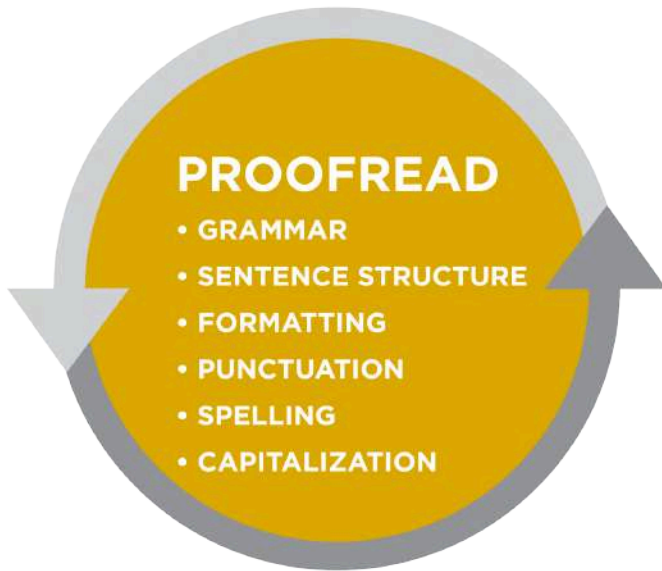 PROOFREAD
• GRAMMAR
• SENTENCE STRUCTURE
• FORMATTING
• PUNCTUATION
• SPELLING
• CAPITALIZATION